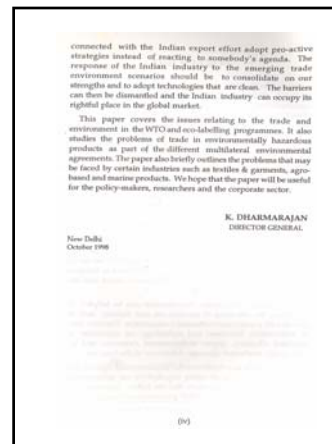 connected with the Indian export effort adopt pro-active
strategies instead of reacting to somebody's agenda. The
response of the Indian industry to the emerging trade
environment scenarios should be to consolidate on our
strengths and to adopt technologies that are clean. The barriers
can then be dismantled and the Indian industry can occupy its
rightful place in the global market.
This paper covers the issues relating to the trade and
environment in the WTO and eco-labelling programmes. It also
studies the problems of trade in environmentally hazardous
products as part of the different multilateral environmental
agreements. The paper also briefly outlines the problems that may
be faced by certain industries such as textiles & garments, agro-
based and marine products. We hope that the paper will be useful
for the policy-makers, researchers and the corporate sector.
K. DHARMARAJAN
DIRECTOR GENERAL
New Delhi
October 1998
(iv)